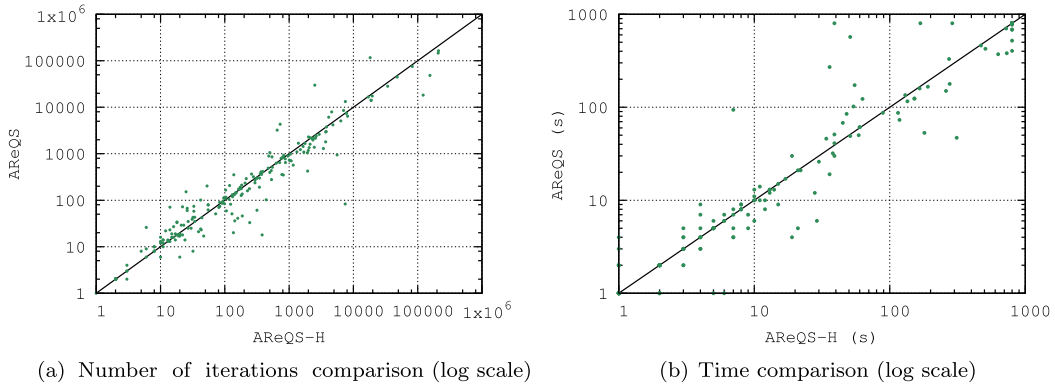 1x10^6
100000
10000
1000
100
10
1
AReQS
1 10 100 1000 10000 100000 1x10^6
AReQS-H
(a) Number of iterations comparison (log scale)
1000
100
10
1
AReQS (s)
1 10 100 1000
AReQS-H (s)
(b) Time comparison (log scale)